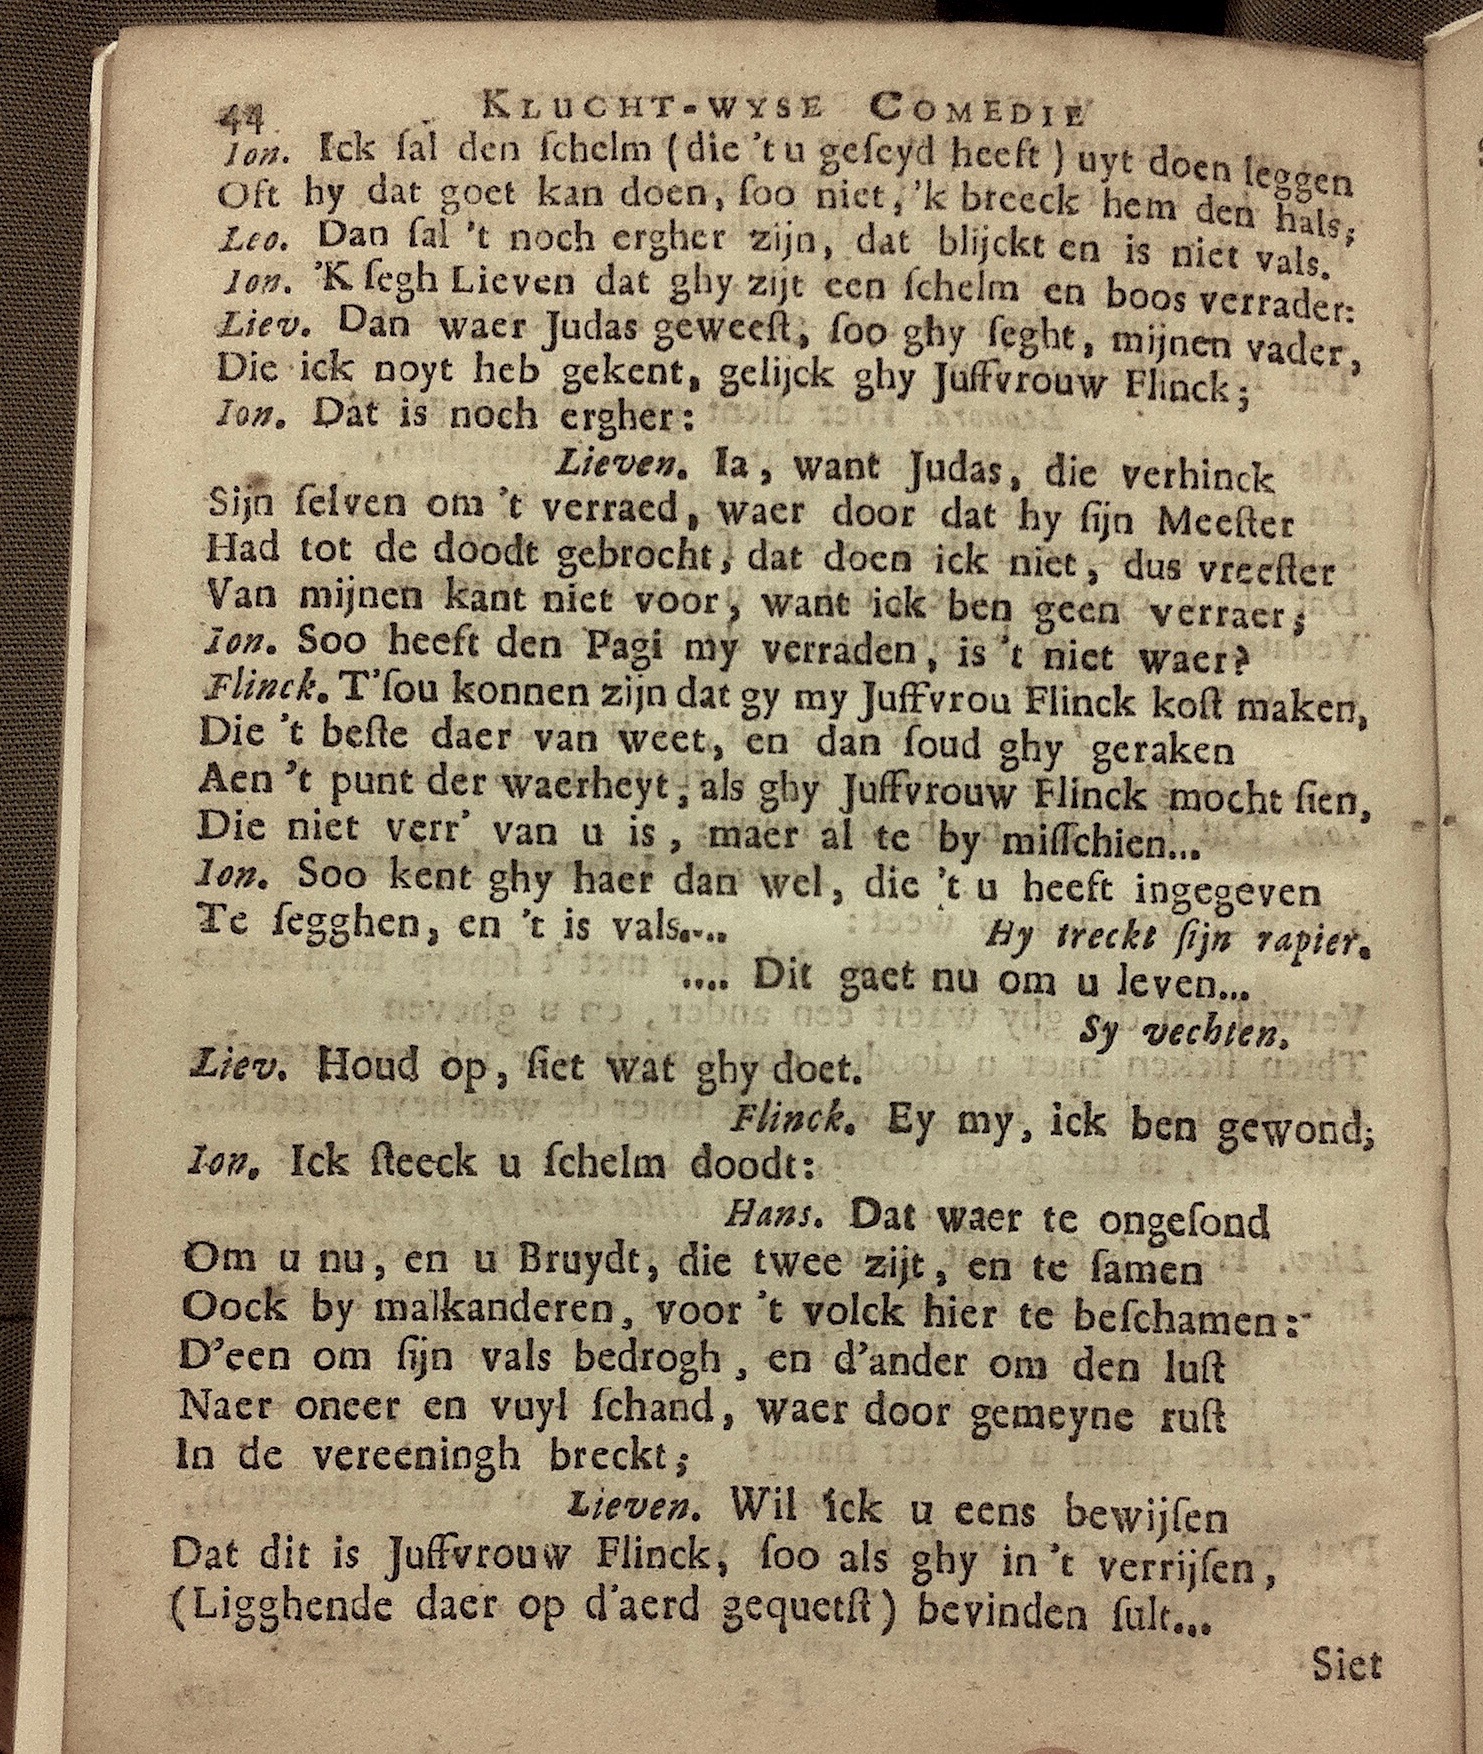 44 KLUCHT-WYSE COMEDIE
Ion. Ick ſal den ſchelm (die 't u geſeyd heeft) uyt doen leggen
Oft hy dat goet kan doen, ſoo niet, 'k breeck hem den hals;
Leo. Dan ſal 't noch ergher zijn, dat blijckt en is niet vals.
Ion. 'K ſegh Lieven dat ghy zijt een ſchelm en boos verrader:
Liev. Dan waer Judas geweeſt, ſoo ghy ſeght, mijnen vader,
Die ick noyt heb gekent, gelijck ghy Juffvrouw Flinck;
Ion. Dat is noch ergher:
Lieven. Ia, want Judas, die verhinck
Sijn ſelven om 't verraed, waer door dat hy ſijn Meeſter
Had tot de doodt gebrocht, dat doen ick niet, dus vreeſter
Van mijnen kant niet voor, want ick ben geen verraer;
Ion. Soo heeft den Pagi my verraden, is 't niet waer?
Flinck. T'ſou konnen zijn dat gy my Juffvrou Flinck koſt maken,
Die 't beſte daer van weet, en dan ſoud ghy geraken
Aen 't punt der waerheyt, als ghy Juffvrouw Flinck mocht ſien,
Die niet verr' van u is, maer al te by miſſchien...
Ion. Soo kent ghy haer dan wel, die 't u heeft ingegeven
Te ſegghen, en 't is vals.... Hy treckt ſijn rapier.
.... Dit gaet nu om u leven...
Sy vechten.
Liev. Houd op, ſiet wat ghy doet.
Flinck. Ey my, ick ben gewond;
Ion. Ick ſteeck u ſchelm doodt:
Hans. Dat waer te ongeſond
Om u nu, en u Bruydt, die twee zijt, en te ſamen
Oock by malkanderen, voor 't volck hier te beſchamen:
D'een om ſijn vals bedrogh, en d'ander om den luſt
Naer oneer en vuyl ſchand, waer door gemeyne ruſt
In de vereeningh breckt;
Lieven. Wil ick u eens bewijſen
Dat dit is Juffvrouw Flinck, ſoo als ghy in 't verrijſen,
(Ligghende daer op d'aerd gequetſt) bevinden ſult...
Siet